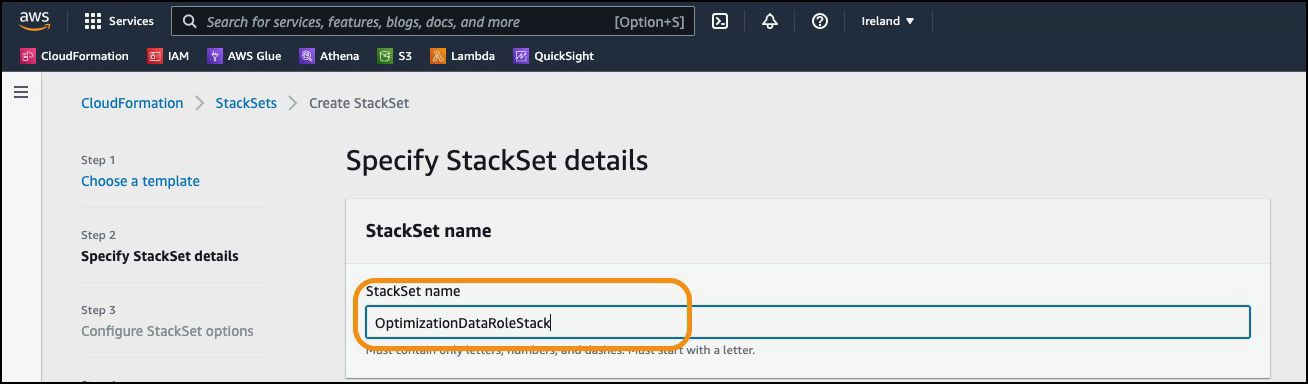 aws Services Search for services, features, blogs, docs, and more [Option+S] Ireland
CloudFormation IAM AWS Glue Athena S3 Lambda QuickSight
CloudFormation StackSets Create StackSet
Step 1
Choose a template
Step 2
Specify StackSet details
Step 3
Configure StackSet options
Specify StackSet details
StackSet name
StackSet name
OptimizationDataRoleStack
Must contain only letters, numbers, and dashes. Must start with a letter.